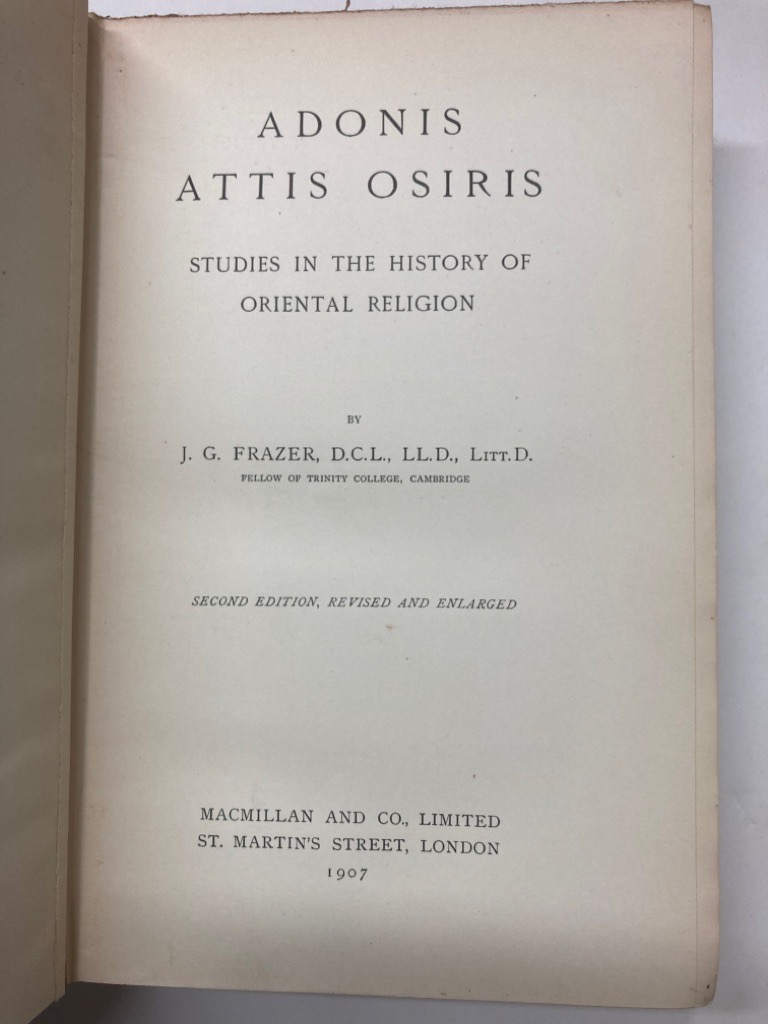 ADONIS
ATTIS OSIRIS
STUDIES IN THE HISTORY OF
ORIENTAL RELIGION
BY
J. G. FRAZER, D.C.L., LL.D., LITT.D.
FELLOW OF TRINITY COLLEGE, CAMBRIDGE
SECOND EDITION, REVISED AND ENLARGED
MACMILLAN AND CO., LIMITED
ST. MARTIN'S STREET, LONDON
1907